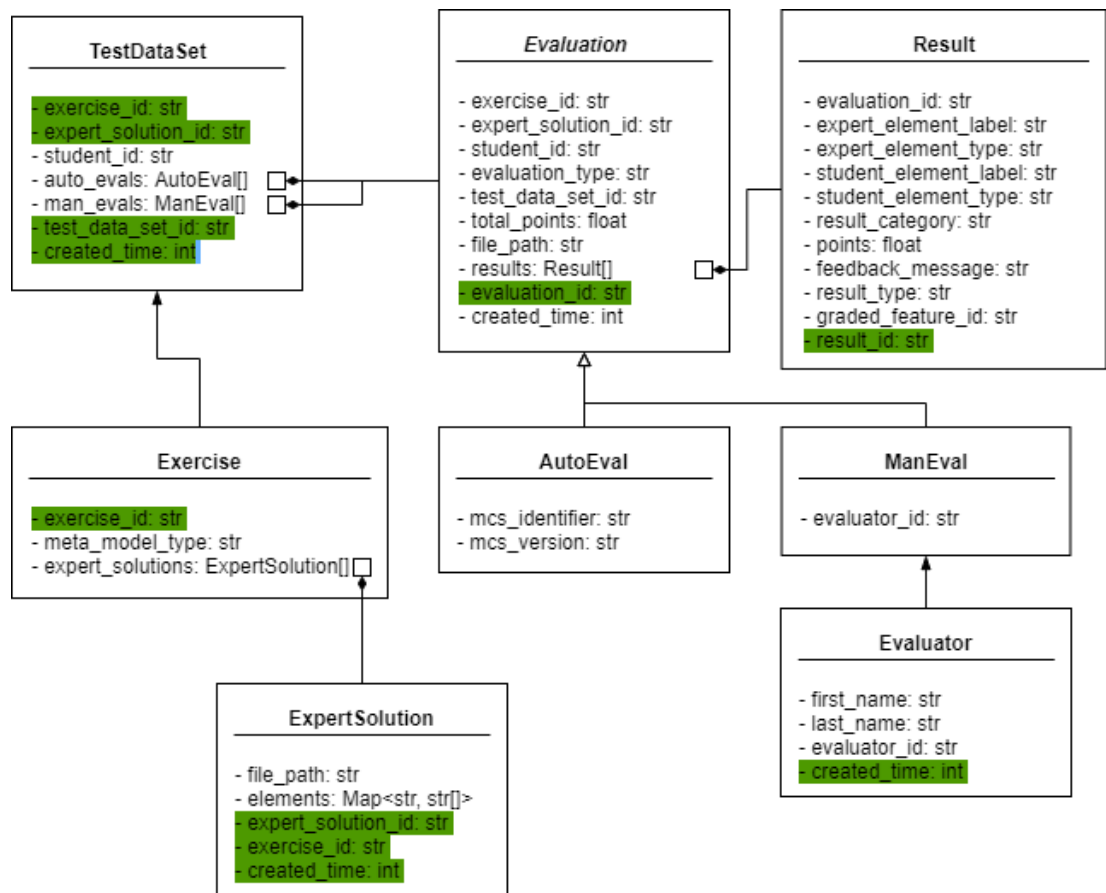 TestDataSet
- exercise_id: str
- expert_solution_id: str
- student_id: str
- auto_evals: AutoEval[]
- man_evals: ManEval[]
- test_data_set_id: str
- created_time: int
Evaluation
- exercise_id: str
- expert_solution_id: str
- student_id: str
- evaluation_type: str
- test_data_set_id: str
- total_points: float
- file_path: str
- results: Result[]
- evaluation_id: str
- created_time: int
Result
- evaluation_id: str
- expert_element_label: str
- expert_element_type: str
- student_element_label: str
- student_element_type: str
- result_category: str
- points: float
- feedback_message: str
- result_type: str
- graded_feature_id: str
- result_id: str
Exercise
- exercise_id: str
- meta_model_type: str
- expert_solutions: ExpertSolution[]
AutoEval
- mcs_identifier: str
- mcs_version: str
ManEval
- evaluator_id: str
Evaluator
- first_name: str
- last_name: str
- evaluator_id: str
- created_time: int
ExpertSolution
- file_path: str
- elements: Map<str, str[]>
- expert_solution_id: str
- exercise_id: str
- created_time: int